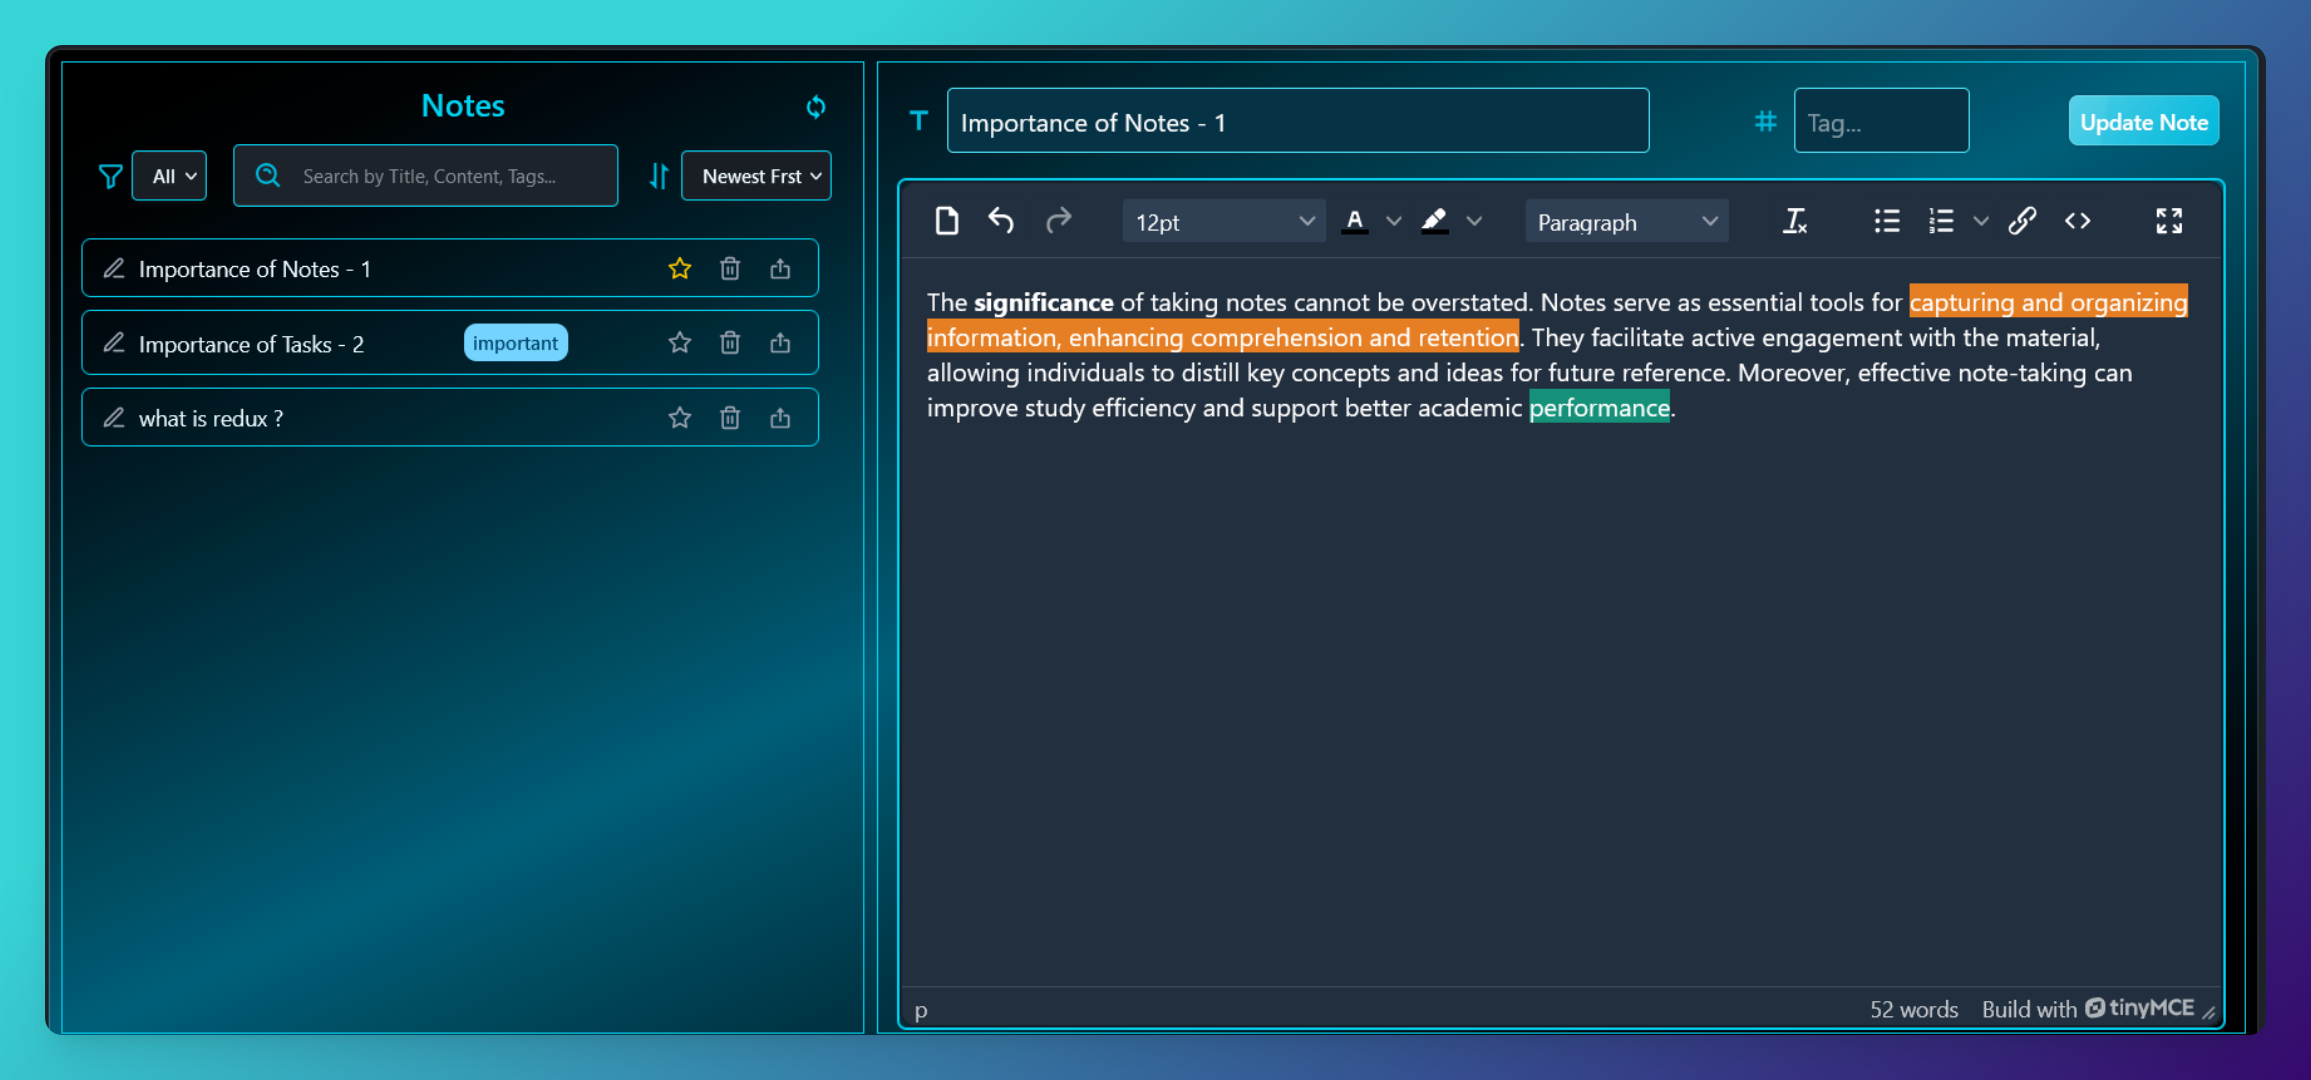 Notes
All
Search by Title, Content, Tags...
Newest Frst
Importance of Notes - 1
Importance of Tasks - 2
important
what is redux ?
T
Importance of Notes - 1
#
Tag...
Update Note
12pt
A
Paragraph
The significance of taking notes cannot be overstated. Notes serve as essential tools for capturing and organizing
information, enhancing comprehension and retention. They facilitate active engagement with the material,
allowing individuals to distill key concepts and ideas for future reference. Moreover, effective note-taking can
improve study efficiency and support better academic performance.
p
52 words
Build with tinyMCE